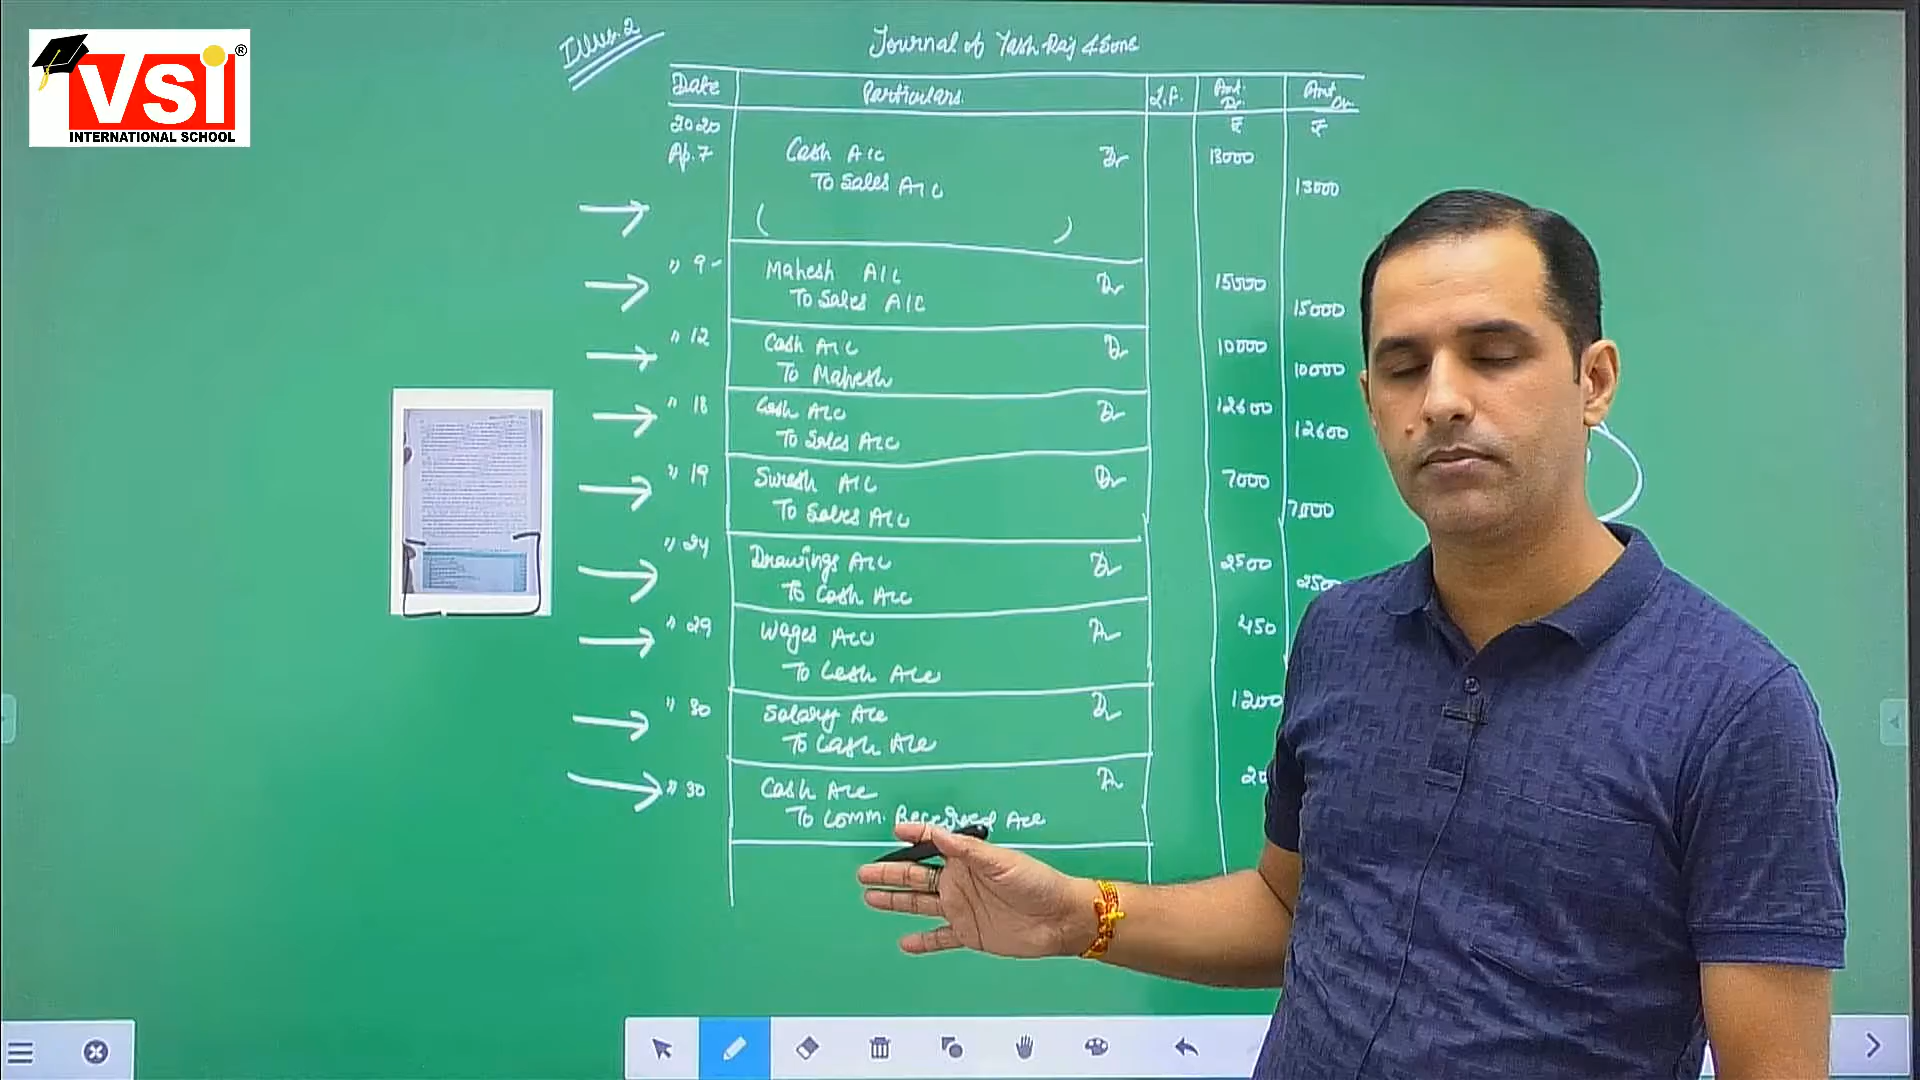 VSI
®
INTERNATIONAL SCHOOL
Illus. 2
Journal of Yash Raj & Sons
Date Particulars. L.F. Amt. Dr. Amt Cr.
2020 ₹ ₹
Ap. 7 Cash A/C Dr 13000
To Sales A/C 13000
( )
" 9 - Mahesh A/C Dr 15000
To Sales A/C 15000
" 12 Cash A/C Dr 10000
To Mahesh 10000
" 18 Cash A/C Dr 12600
To Sales A/C 12600
" 19 Suresh A/C Dr 7000
To Sales A/C 7000
" 24 Drawings A/C Dr 2500
To Cash A/C 2500
" 29 Wages A/C Dr 450
To Cash A/C
" 30 Salary A/c Dr 1200
To Cash A/c
" 30 Cash A/c Dr
To Comm. Received A/c